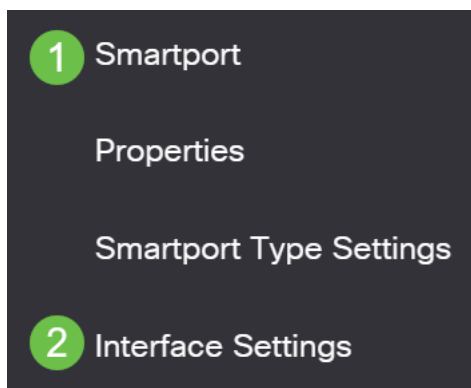 1 Smartport
Properties
Smartport Type Settings
2 Interface Settings